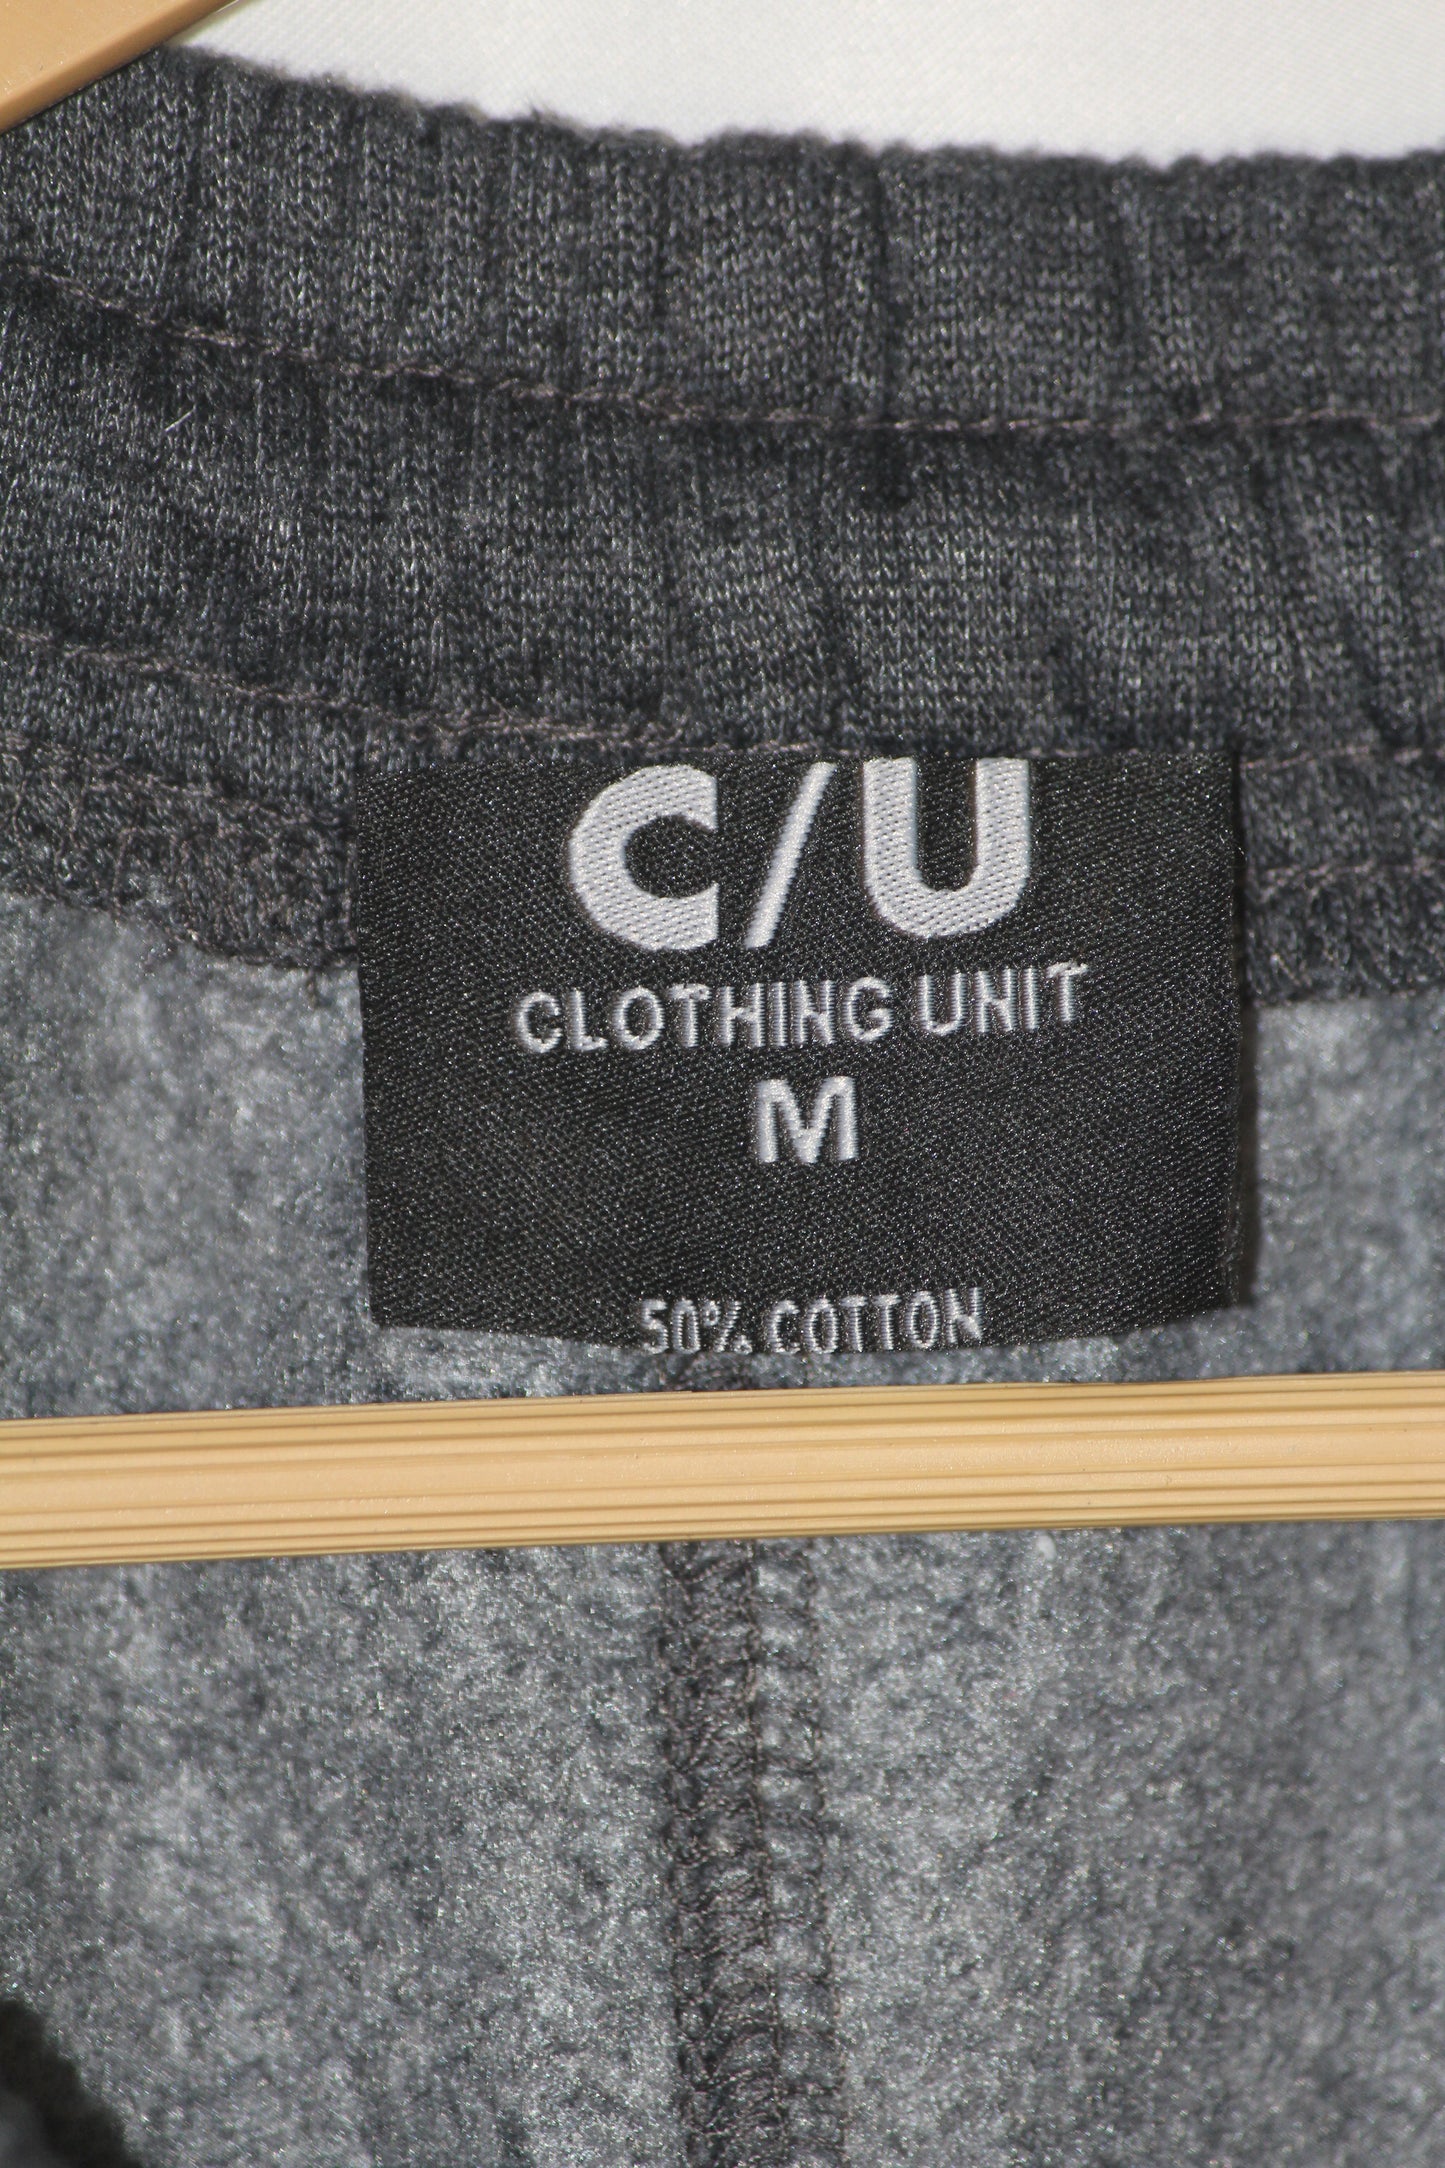 C/U
CLOTHING UNIT
M
50% COTTON